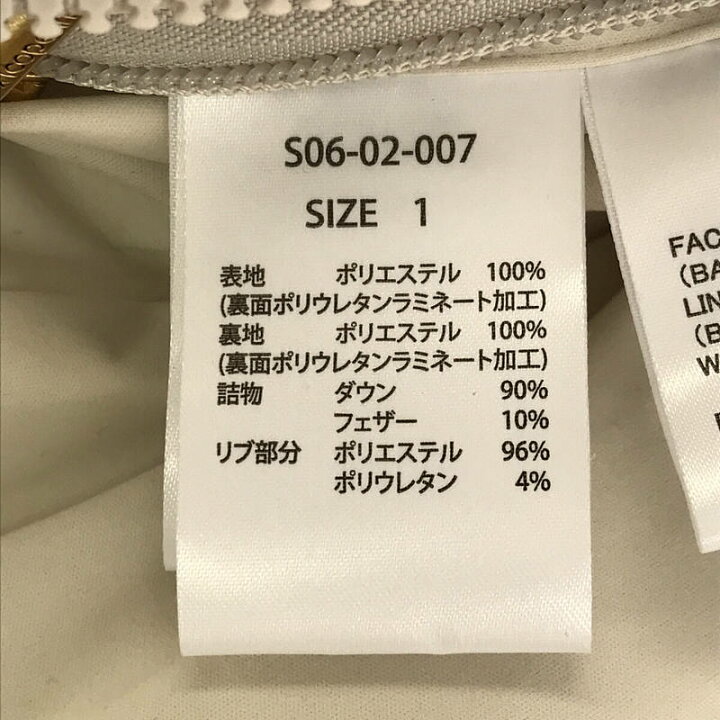 S06-02-007
SIZE 1
表地 ポリエステル 100%
(裏面ポリウレタンラミネート加工)
裏地 ポリエステル 100%
(裏面ポリウレタンラミネート加工)
詰物 ダウン 90%
フェザー 10%
リブ部分 ポリエステル 96%
ポリウレタン 4%
FAC
(BA
LIN
(B
W